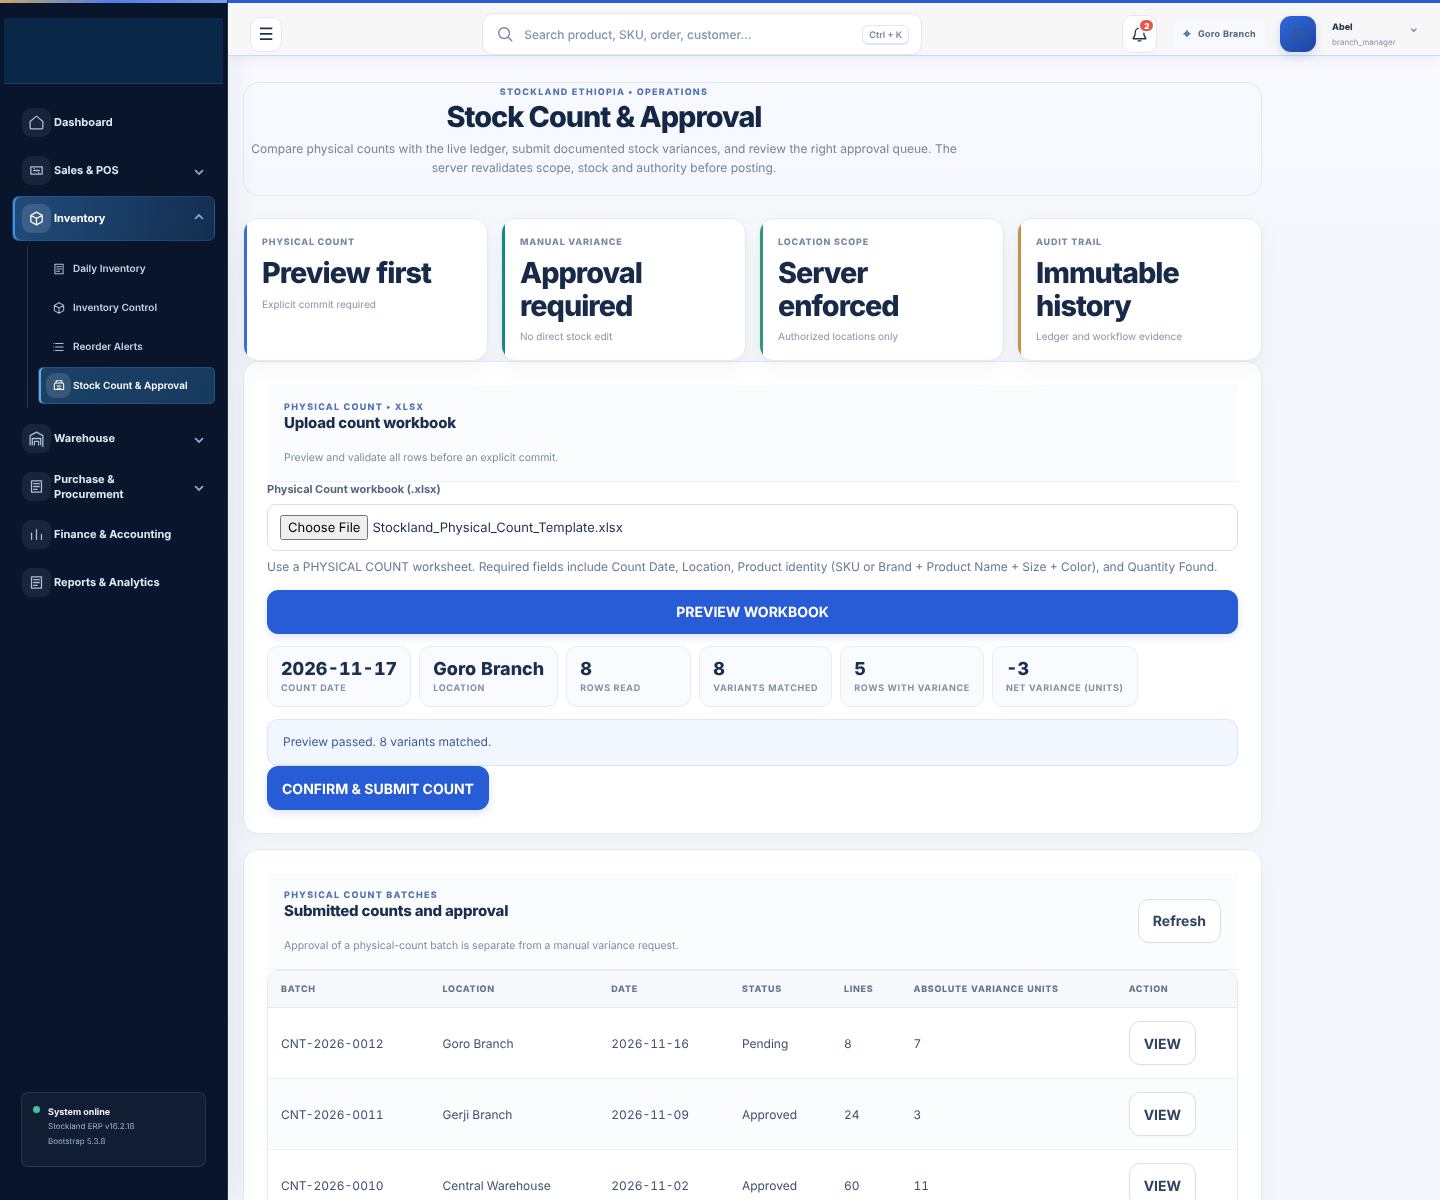 ☰
Search product, SKU, order, customer...
Ctrl + K
2
Goro Branch
Abel
branch_manager
Dashboard
Sales & POS
Inventory
Daily Inventory
Inventory Control
Reorder Alerts
Stock Count & Approval
Warehouse
Purchase &
Procurement
Finance & Accounting
Reports & Analytics
System online
Stockland ERP v16.2.18
Bootstrap 5.3.8
STOCKLAND ETHIOPIA • OPERATIONS
Stock Count & Approval
Compare physical counts with the live ledger, submit documented stock variances, and review the right approval queue. The
server revalidates scope, stock and authority before posting.
PHYSICAL COUNT
Preview first
Explicit commit required
MANUAL VARIANCE
Approval
required
No direct stock edit
LOCATION SCOPE
Server
enforced
Authorized locations only
AUDIT TRAIL
Immutable
history
Ledger and workflow evidence
PHYSICAL COUNT • XLSX
Upload count workbook
Preview and validate all rows before an explicit commit.
Physical Count workbook (.xlsx)
Choose File Stockland_Physical_Count_Template.xlsx
Use a PHYSICAL COUNT worksheet. Required fields include Count Date, Location, Product identity (SKU or Brand + Product Name + Size + Color), and Quantity Found.
PREVIEW WORKBOOK
2026-11-17
COUNT DATE
Goro Branch
LOCATION
8
ROWS READ
8
VARIANTS MATCHED
5
ROWS WITH VARIANCE
-3
NET VARIANCE (UNITS)
Preview passed. 8 variants matched.
CONFIRM & SUBMIT COUNT
PHYSICAL COUNT BATCHES
Submitted counts and approval
Approval of a physical-count batch is separate from a manual variance request.
Refresh
BATCH LOCATION DATE STATUS LINES ABSOLUTE VARIANCE UNITS ACTION
CNT-2026-0012 Goro Branch 2026-11-16 Pending 8 7 VIEW
CNT-2026-0011 Gerji Branch 2026-11-09 Approved 24 3 VIEW
CNT-2026-0010 Central Warehouse 2026-11-02 Approved 60 11 VIEW